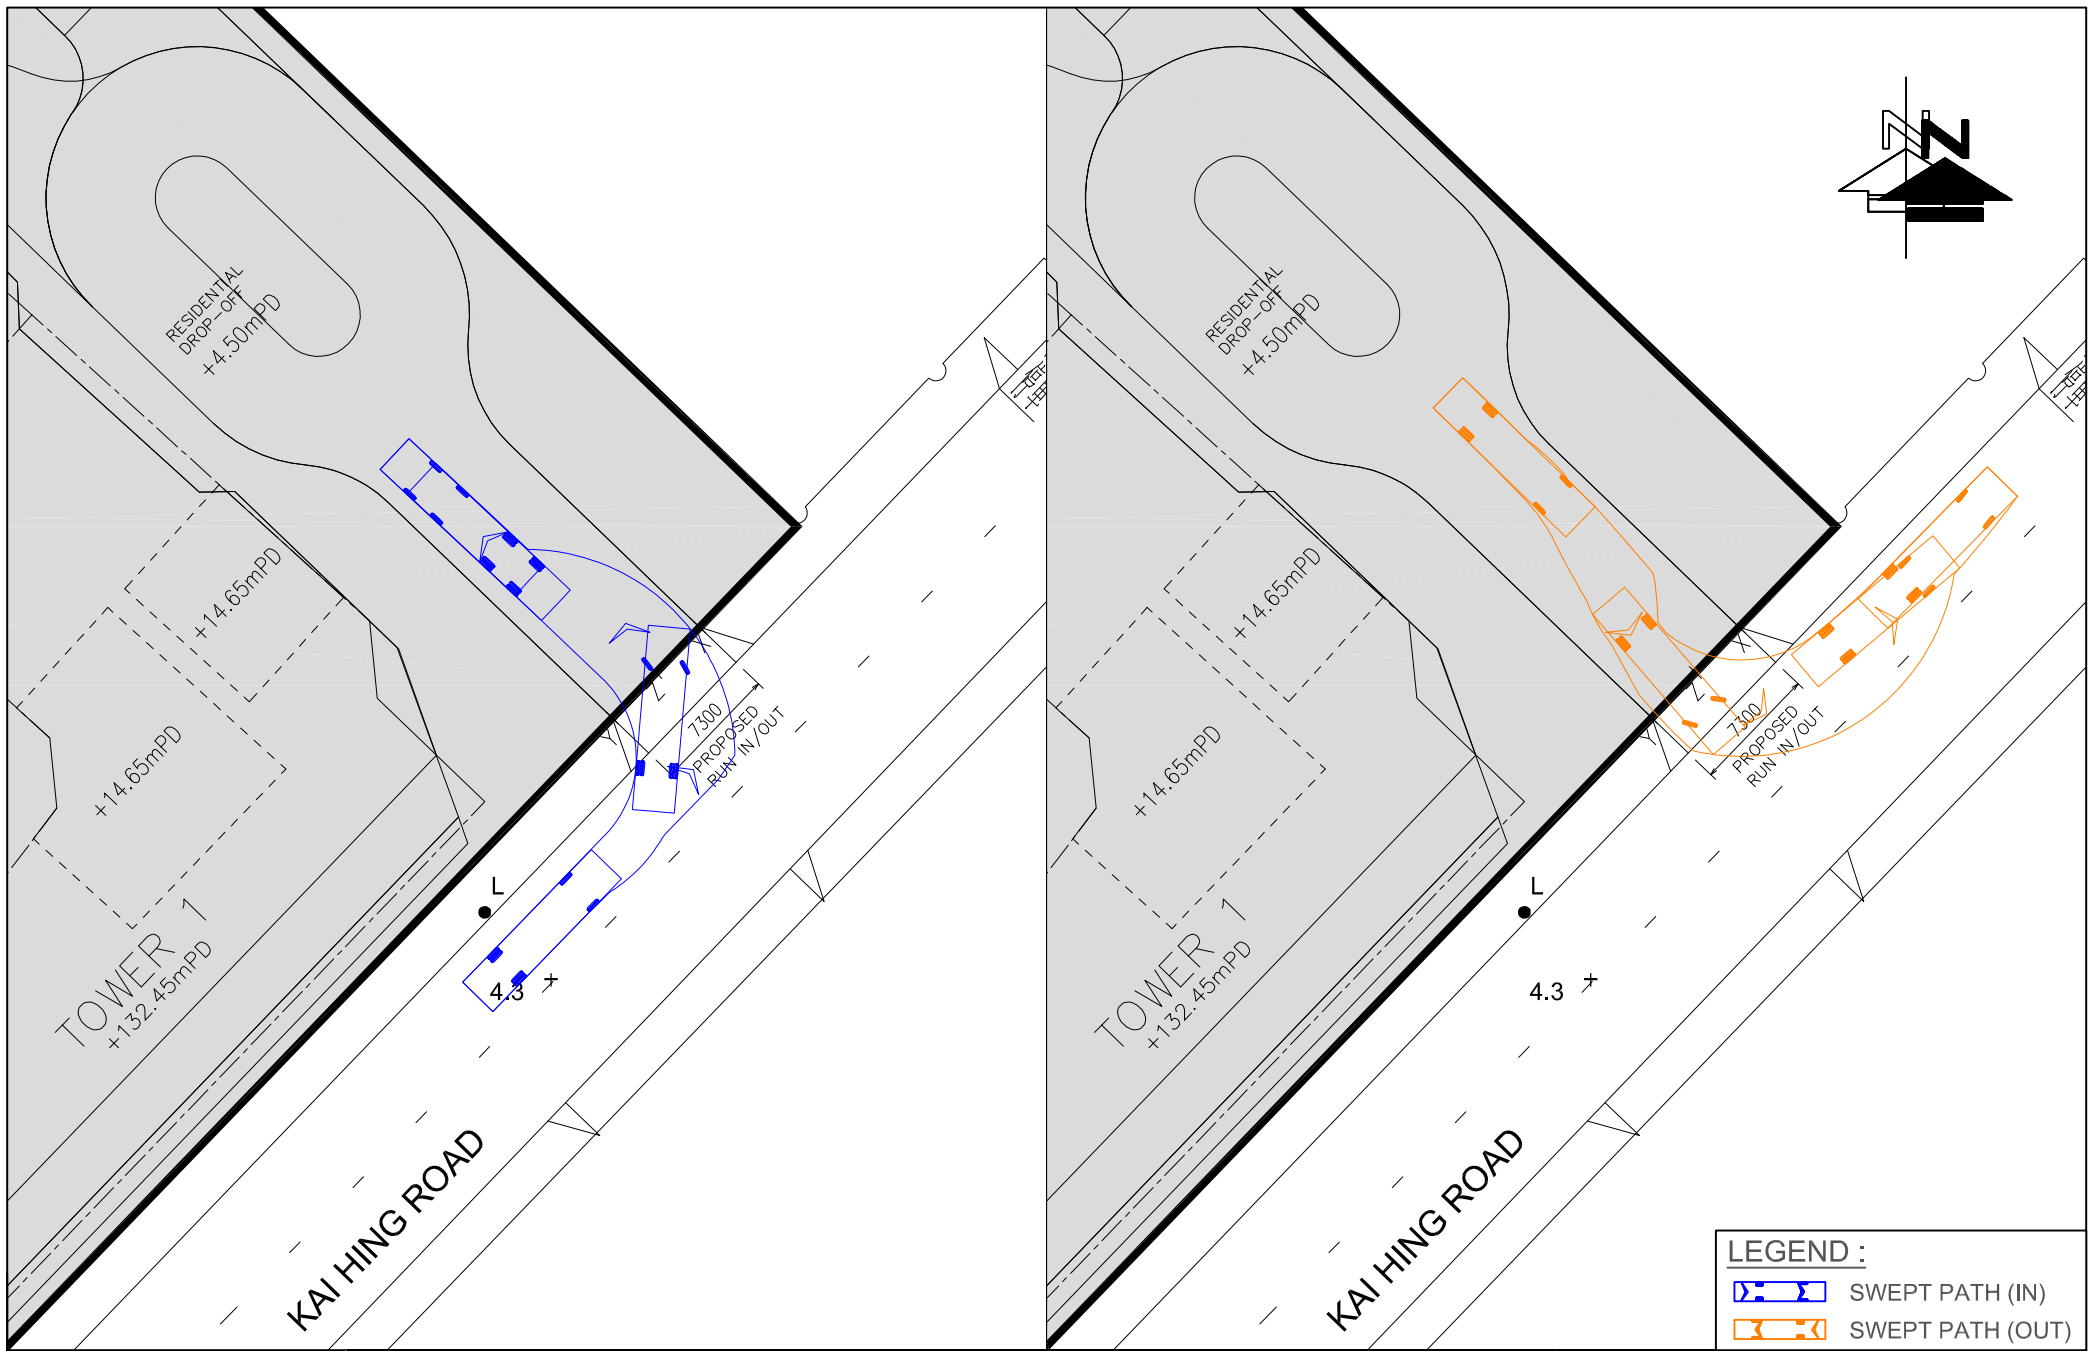 RESIDENTIAL
DROP-OFF
+4.50mPD
+14.65mPD
+14.65mPD
TOWER 1
+132.45mPD
7300
PROPOSED
RUN IN/OUT
L
4.3
KAI HING ROAD
N
RESIDENTIAL
DROP-OFF
+4.50mPD
+14.65mPD
+14.65mPD
TOWER 1
+132.45mPD
7300
PROPOSED
RUN IN/OUT
L
4.3
KAI HING ROAD
LEGEND :
SWEPT PATH (IN)
SWEPT PATH (OUT)